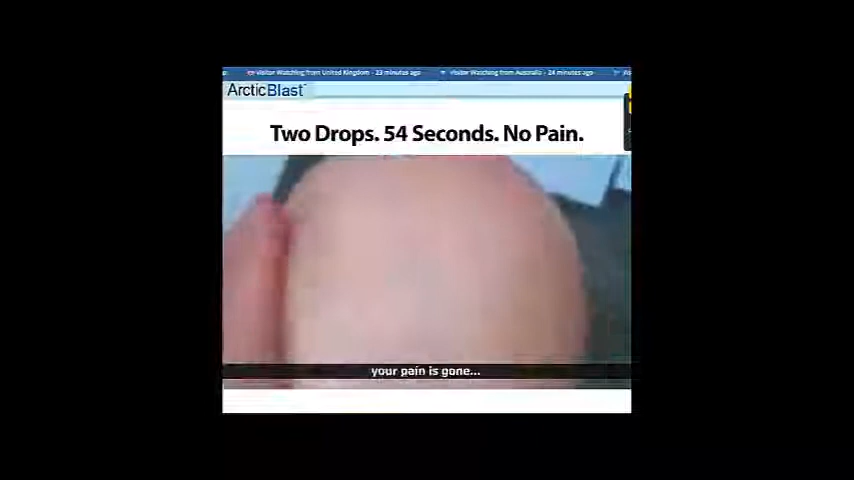 Visitor Watching from United Kingdom - 23 minutes ago
Visitor Watching from Australia - 24 minutes ago
ArcticBlast
Two Drops. 54 Seconds. No Pain.
your pain is gone...